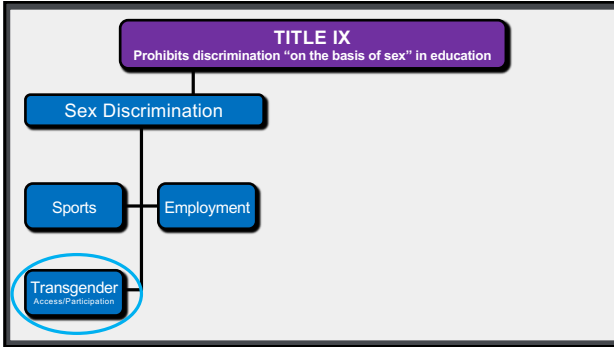 TITLE IX
Prohibits discrimination “on the basis of sex” in education
Sex Discrimination
Sports
Employment
Transgender
Access/Participation